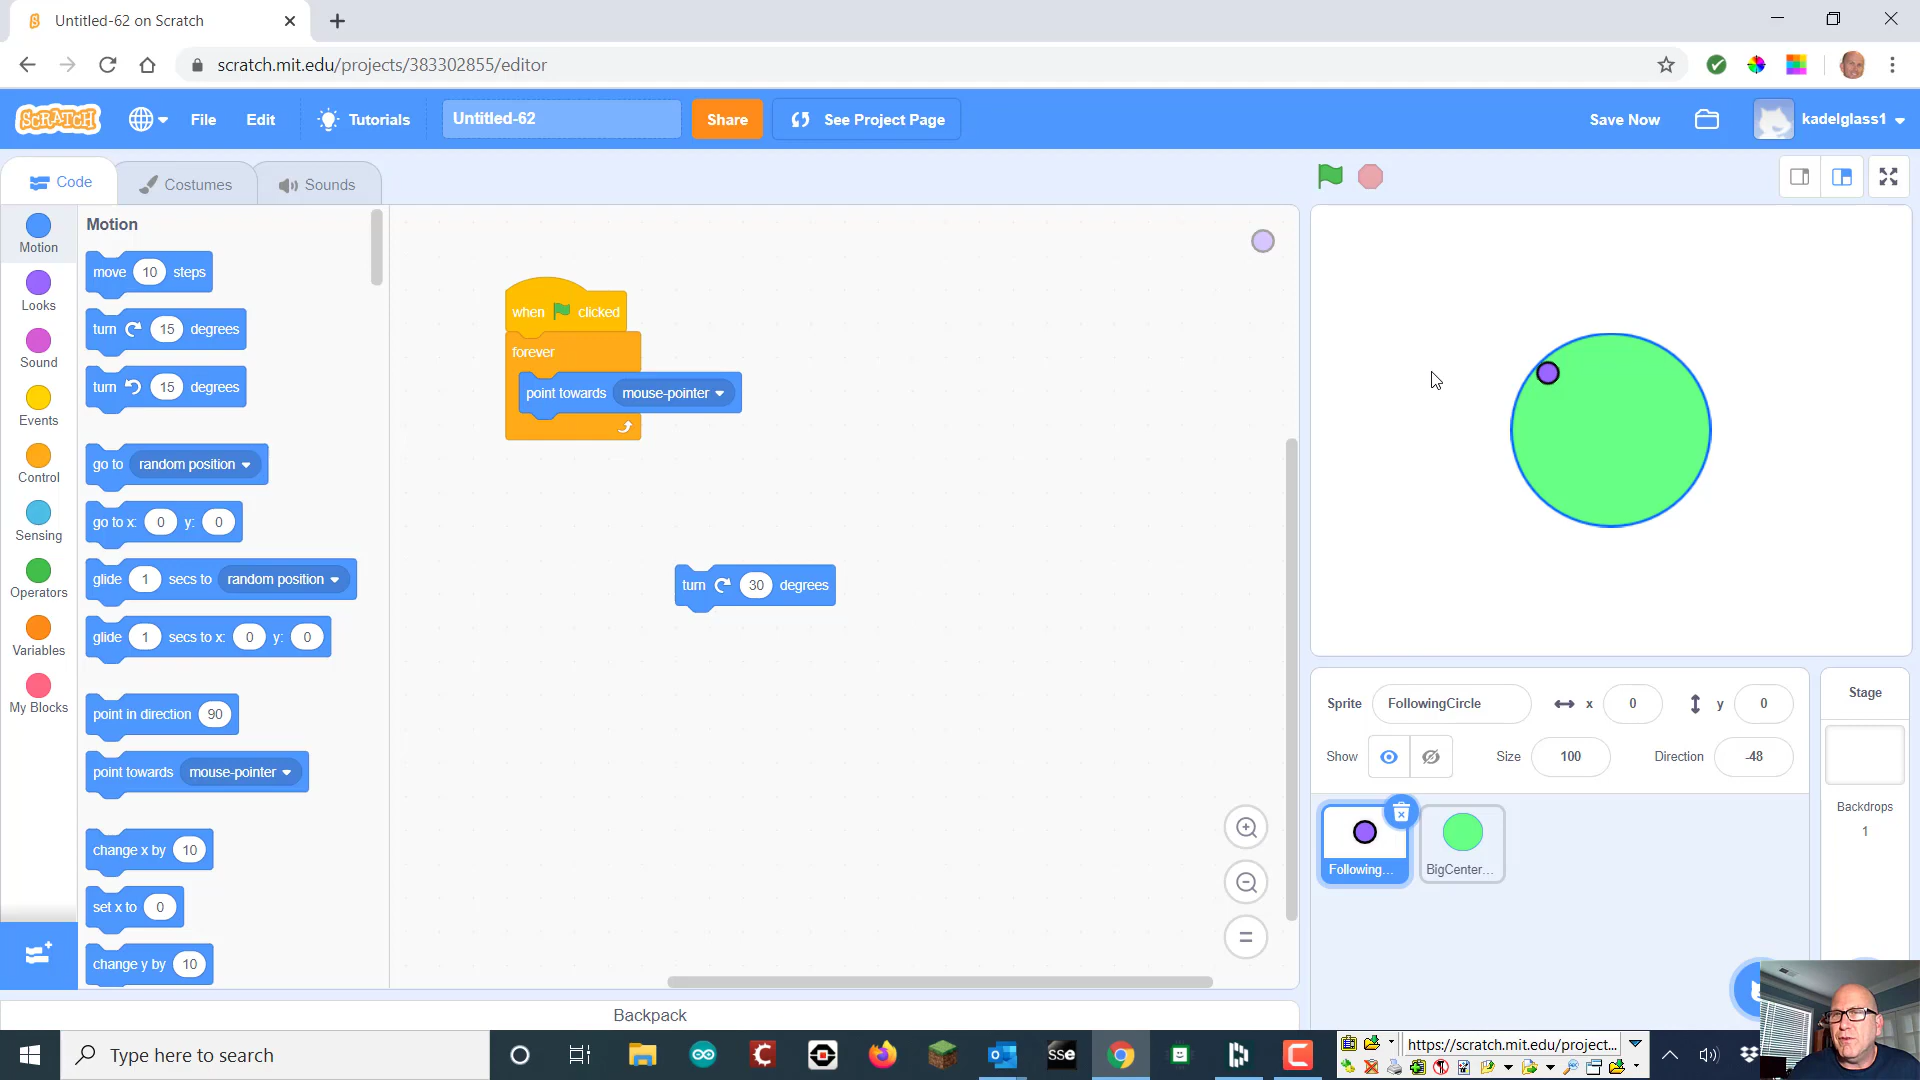 Untitled-62 on Scratch
scratch.mit.edu/projects/383302855/editor
SCRATCH
File
Edit
Tutorials
Untitled-62
Share
See Project Page
Save Now
kadelglass1
Code
Costumes
Sounds
Motion
Looks
Sound
Events
Control
Sensing
Operators
Variables
My Blocks
Motion
move 10 steps
turn 15 degrees
turn 15 degrees
go to random position
go to x: 0 y: 0
glide 1 secs to random position
glide 1 secs to x: 0 y: 0
point in direction 90
point towards mouse-pointer
change x by 10
set x to 0
change y by 10
when clicked
forever
point towards mouse-pointer
turn 30 degrees
Backpack
Sprite FollowingCircle x 0 y 0
Show Size 100 Direction -48
Following...
BigCenter...
Stage
Backdrops
1
Type here to search
SSe
https://scratch.mit.edu/project...